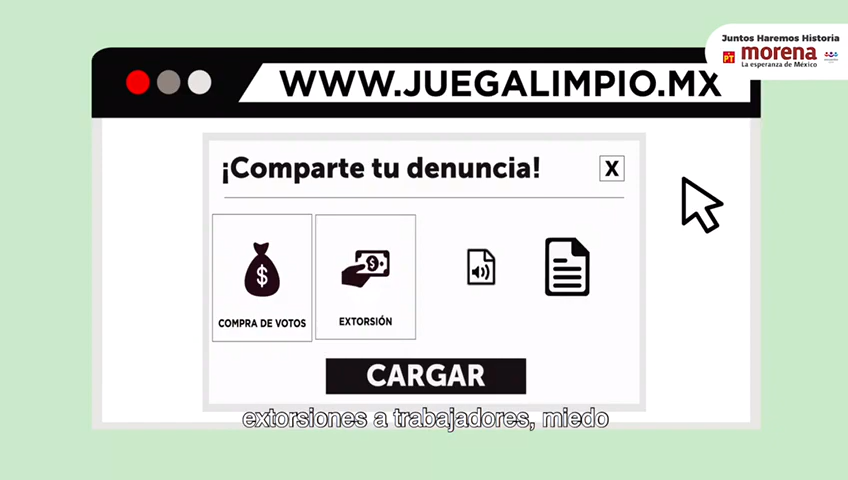 Juntos Haremos Historia
PT morena
La esperanza de México
WWW.JUEGALIMPIO.MX
¡Comparte tu denuncia!
X
$
$
COMPRA DE VOTOS
EXTORSIÓN
CARGAR
extorsiones a trabajadores, miedo